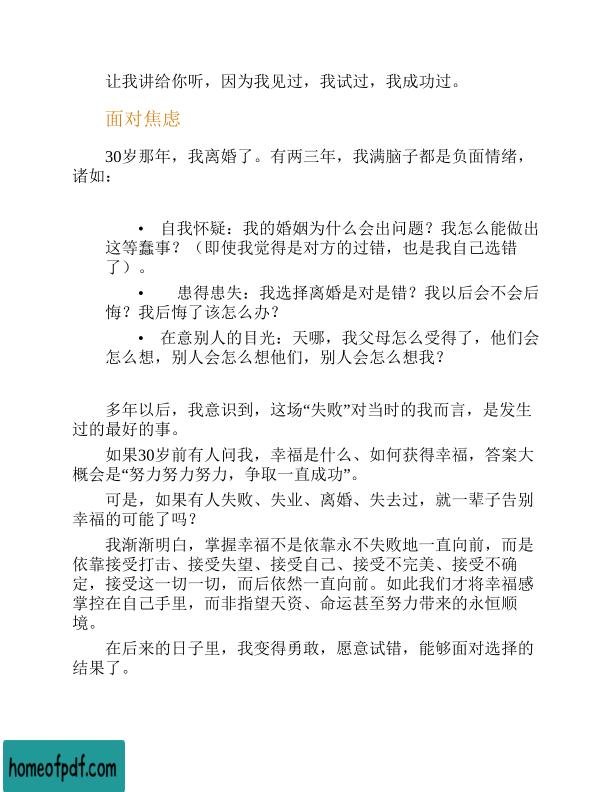 让我讲给你听，因为我见过，我试过，我成功过。
面对焦虑
30岁那年，我离婚了。有两三年，我满脑子都是负面情绪，
诸如：
• 自我怀疑：我的婚姻为什么会出问题？我怎么能做出
这等蠢事？（即使我觉得是对方的过错，也是我自己选错
了）。
• 患得患失：我选择离婚是对是错？我以后会不会后
悔？我后悔了该怎么办？
• 在意别人的目光：天哪，我父母怎么受得了，他们会
怎么想，别人会怎么想他们，别人会怎么想我？
多年以后，我意识到，这场“失败”对当时的我而言，是发生
过的最好的事。
如果30岁前有人问我，幸福是什么、如何获得幸福，答案大
概会是“努力努力努力，争取一直成功”。
可是，如果有人失败、失业、离婚、失去过，就一辈子告别
幸福的可能了吗？
我渐渐明白，掌握幸福不是依靠永不失败地一直向前，而是
依靠接受打击、接受失望、接受自己、接受不完美、接受不确
定，接受这一切一切，而后依然一直向前。如此我们才将幸福感
掌控在自己手里，而非指望天资、命运甚至努力带来的永恒顺
境。
在后来的日子里，我变得勇敢，愿意试错，能够面对选择的
结果了。
homeofpdf.com